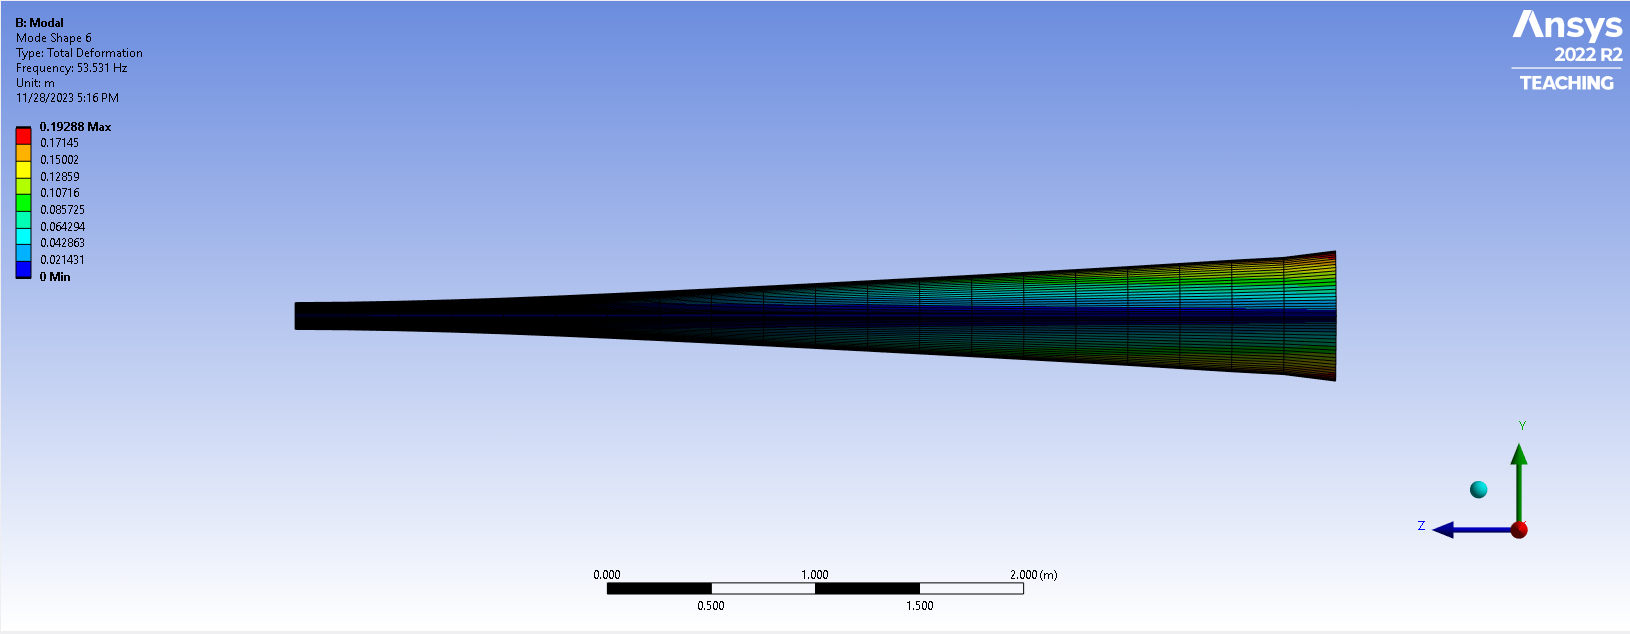 B: Modal
Mode Shape 6
Type: Total Deformation
Frequency: 53.531 Hz
Unit: m
11/28/2023 5:16 PM
0.19288 Max
0.17145
0.15002
0.12859
0.10716
0.085725
0.064294
0.042863
0.021431
0 Min
Ansys
2022 R2
TEACHING
Y
Z
0.000 1.000 2.000 (m)
0.500 1.500